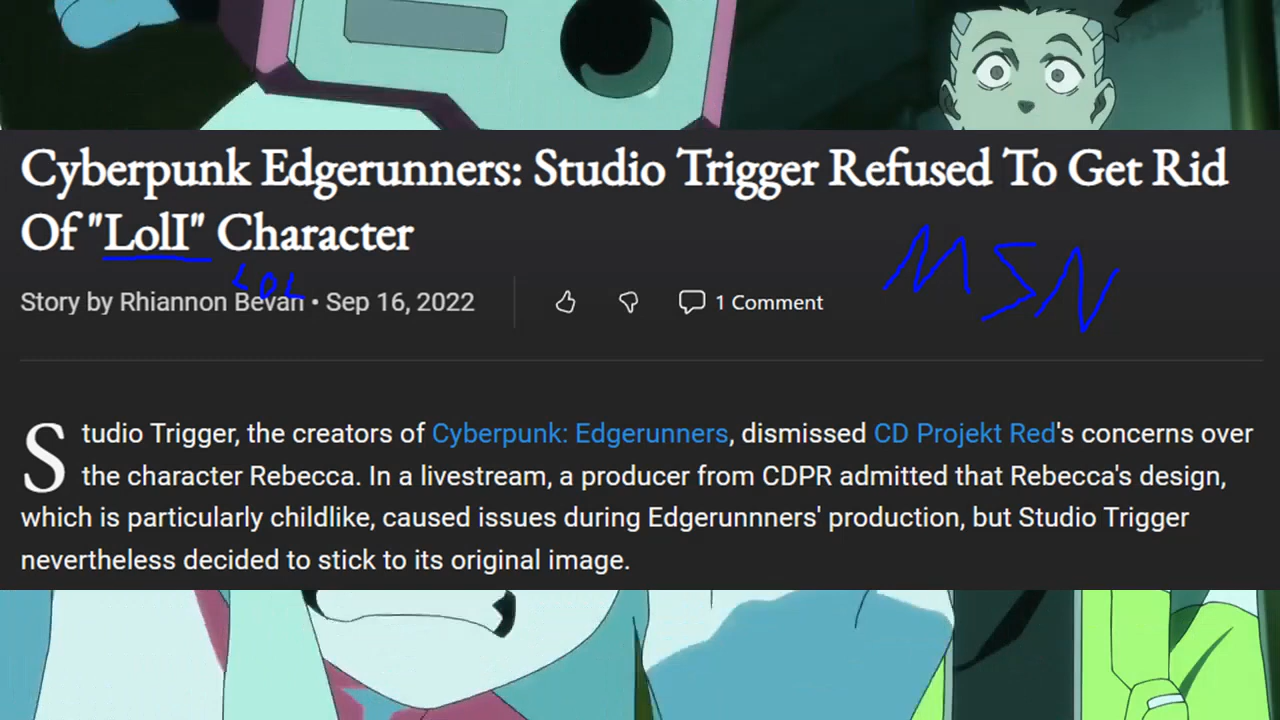 Cyberpunk Edgerunners: Studio Trigger Refused To Get Rid
Of "LolI" Character
LOL
MSN
Story by Rhiannon Bevan • Sep 16, 2022
1 Comment
Studio Trigger, the creators of Cyberpunk: Edgerunners, dismissed CD Projekt Red's concerns over
the character Rebecca. In a livestream, a producer from CDPR admitted that Rebecca's design,
which is particularly childlike, caused issues during Edgerunnners' production, but Studio Trigger
nevertheless decided to stick to its original image.